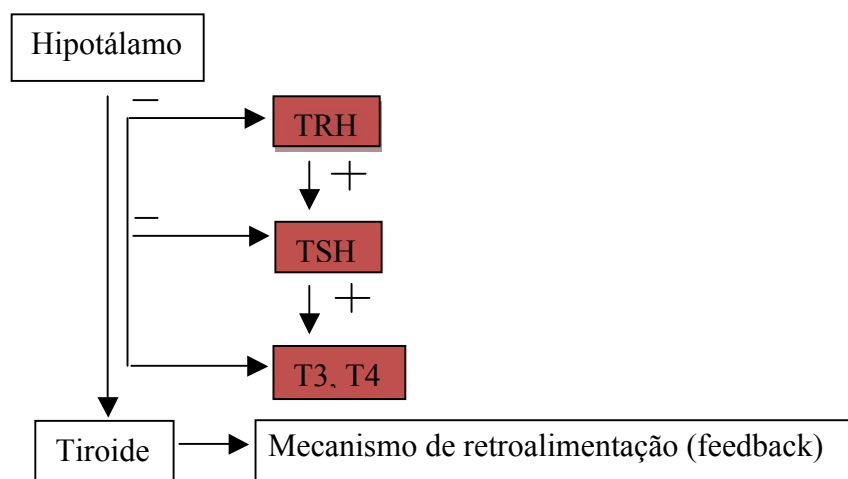 Hipotálamo
−
TRH
+
−
TSH
+
T3, T4
Tiroide
Mecanismo de retroalimentação (feedback)